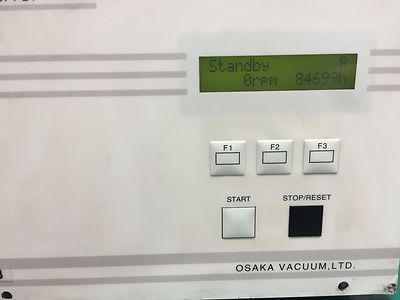 Standby R
0rpm 84699h
F1 F2 F3
START STOP/RESET
OSAKA VACUUM,LTD.